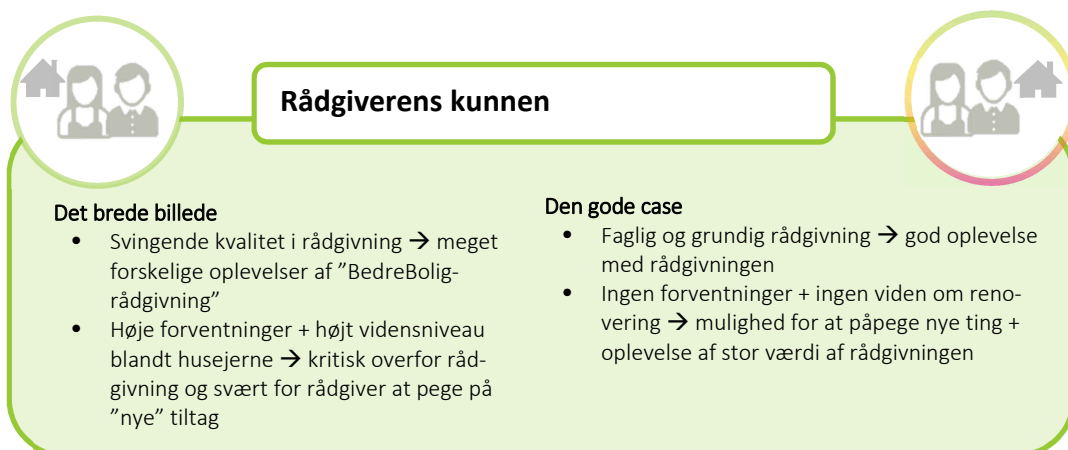 Rådgiverens kunnen
Det brede billede
• Svingende kvalitet i rådgivning → meget
forskelige oplevelser af ”BedreBolig-
rådgivning”
• Høje forventninger + højt vidensniveau
blandt husejerne → kritisk overfor råd-
givning og svært for rådgiver at pege på
”nye” tiltag
Den gode case
• Faglig og grundig rådgivning → god oplevelse
med rådgivningen
• Ingen forventninger + ingen viden om reno-
vering → mulighed for at påpege nye ting +
oplevelse af stor værdi af rådgivningen